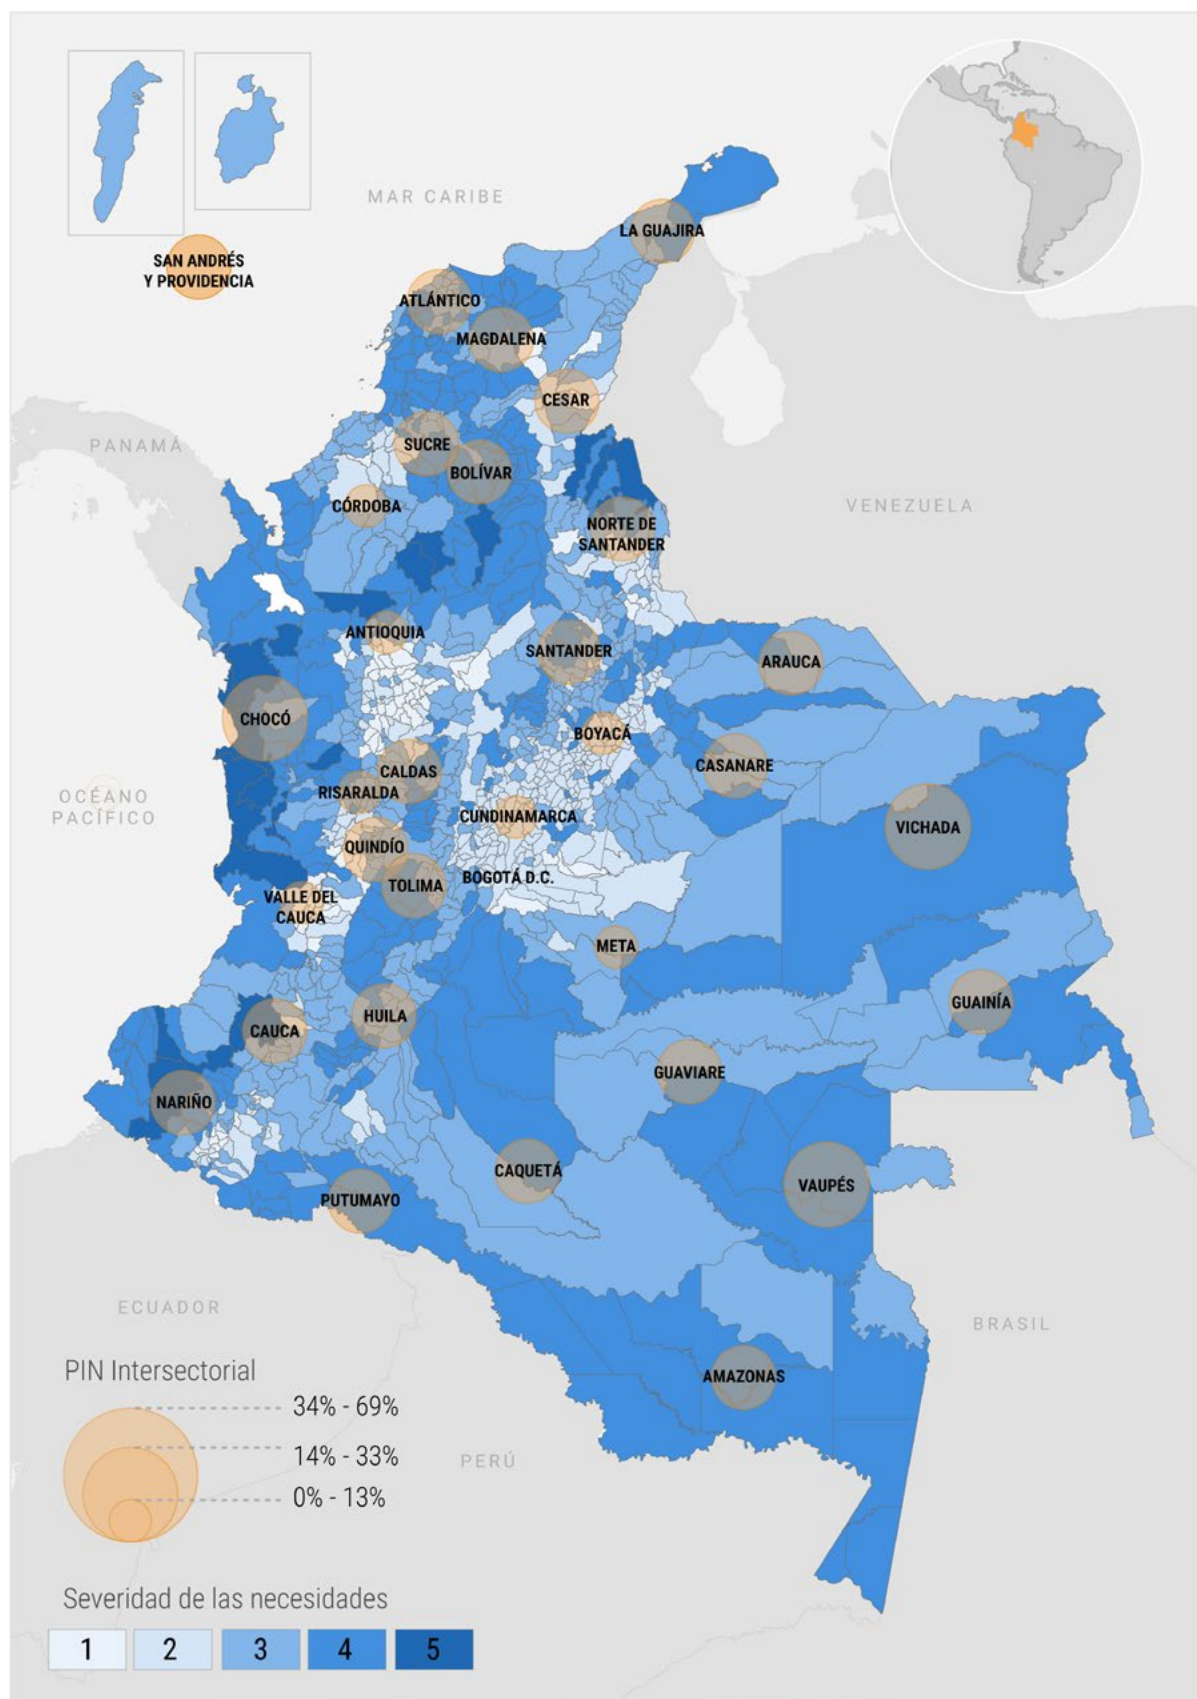 MAR CARIBE
LA GUAJIRA
SAN ANDRÉS
Y PROVIDENCIA
ATLÁNTICO
MAGDALENA
CESAR
PANAMÁ
SUCRE
BOLÍVAR
VENEZUELA
CÓRDOBA
NORTE DE
SANTANDER
ANTIOQUIA
SANTANDER
ARAUCA
CHOCÓ
BOYACÁ
CASANARE
CALDAS
RISARALDA
OCÉANO
PACÍFICO
CUNDINAMARCA
VICHADA
QUINDÍO
BOGOTÁ D.C.
TOLIMA
VALLE DEL
CAUCA
META
GUAINÍA
HUILA
CAUCA
GUAVIARE
NARIÑO
CAQUETÁ
VAUPÉS
PUTUMAYO
ECUADOR
BRASIL
AMAZONAS
PERÚ
PIN Intersectorial
34% - 69%
14% - 33%
0% - 13%
Severidad de las necesidades
1 2 3 4 5